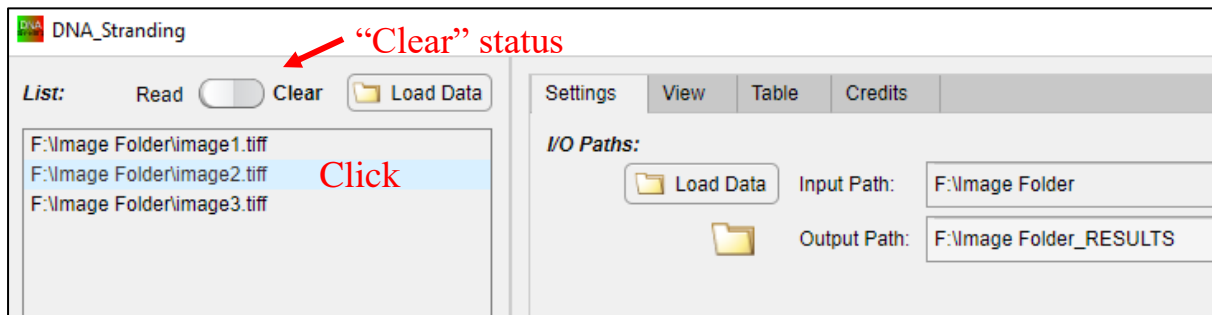 DNA_Stranding
“Clear” status
List: Read Clear Load Data
F:\Image Folder\image1.tiff
F:\Image Folder\image2.tiff
Click
F:\Image Folder\image3.tiff
Settings View Table Credits
I/O Paths:
Load Data Input Path: F:\Image Folder
Output Path: F:\Image Folder_RESULTS